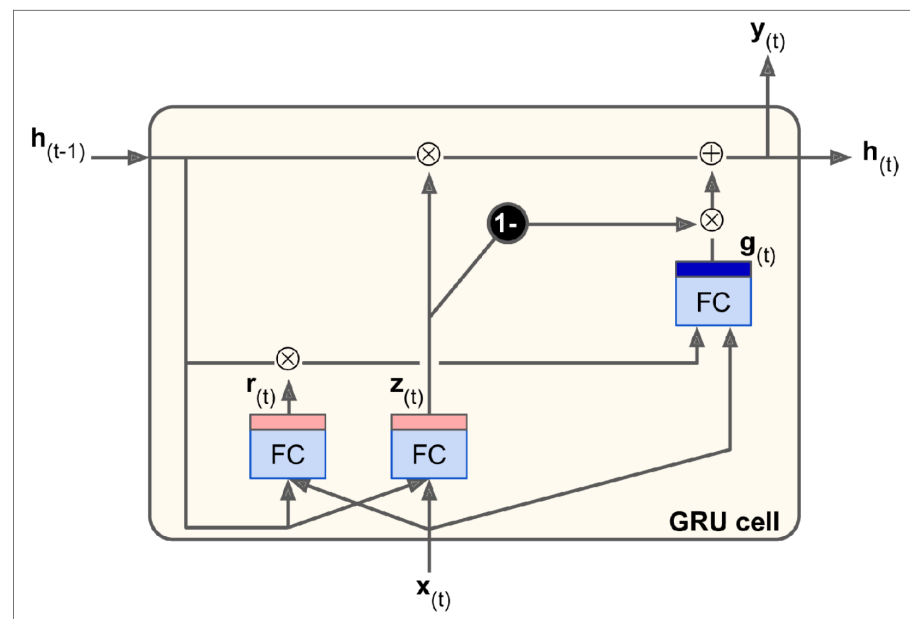 y(t)
h(t-1)
h(t)
1-
g(t)
FC
r(t)
z(t)
FC
FC
GRU cell
x(t)